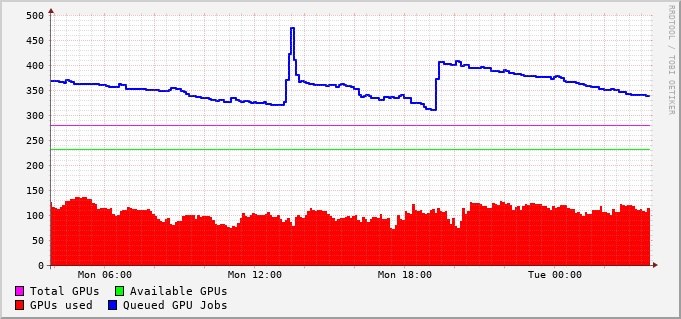 500
450
400
350
300
250
200
150
100
50
0
Mon 06:00 Mon 12:00 Mon 18:00 Tue 00:00
Total GPUs Available GPUs
GPUs used Queued GPU Jobs
RRDTOOL / TOBI OETIKER